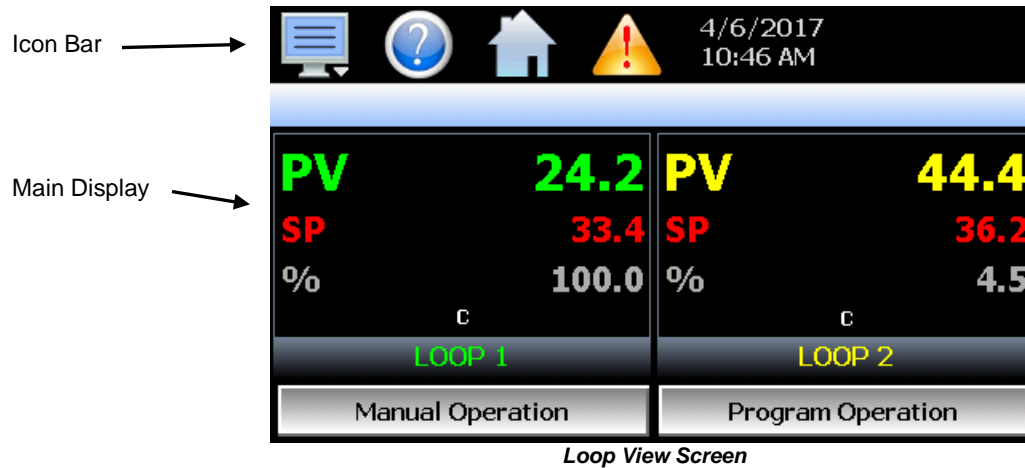 Icon Bar
4/6/2017
10:46 AM
Main Display
PV 24.2
SP 33.4
% 100.0
C
LOOP 1
PV 44.4
SP 36.2
% 4.5
C
LOOP 2
Manual Operation
Program Operation
Loop View Screen